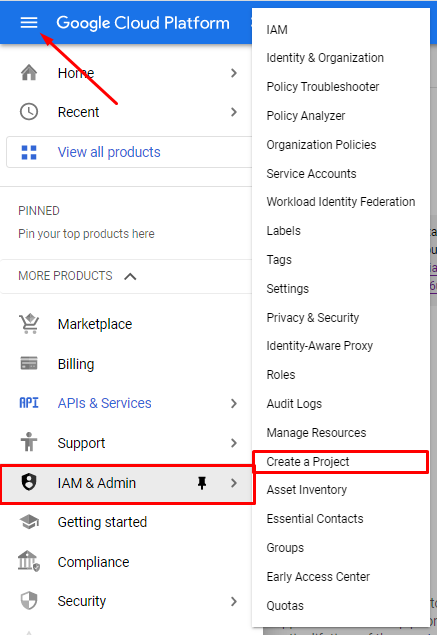 Google Cloud Platform
Home
Recent
View all products
PINNED
Pin your top products here
MORE PRODUCTS
Marketplace
Billing
API APIs & Services
Support
IAM & Admin
Getting started
Compliance
Security
IAM
Identity & Organization
Policy Troubleshooter
Policy Analyzer
Organization Policies
Service Accounts
Workload Identity Federation
Labels
Tags
Settings
Privacy & Security
Identity-Aware Proxy
Roles
Audit Logs
Manage Resources
Create a Project
Asset Inventory
Essential Contacts
Groups
Early Access Center
Quotas